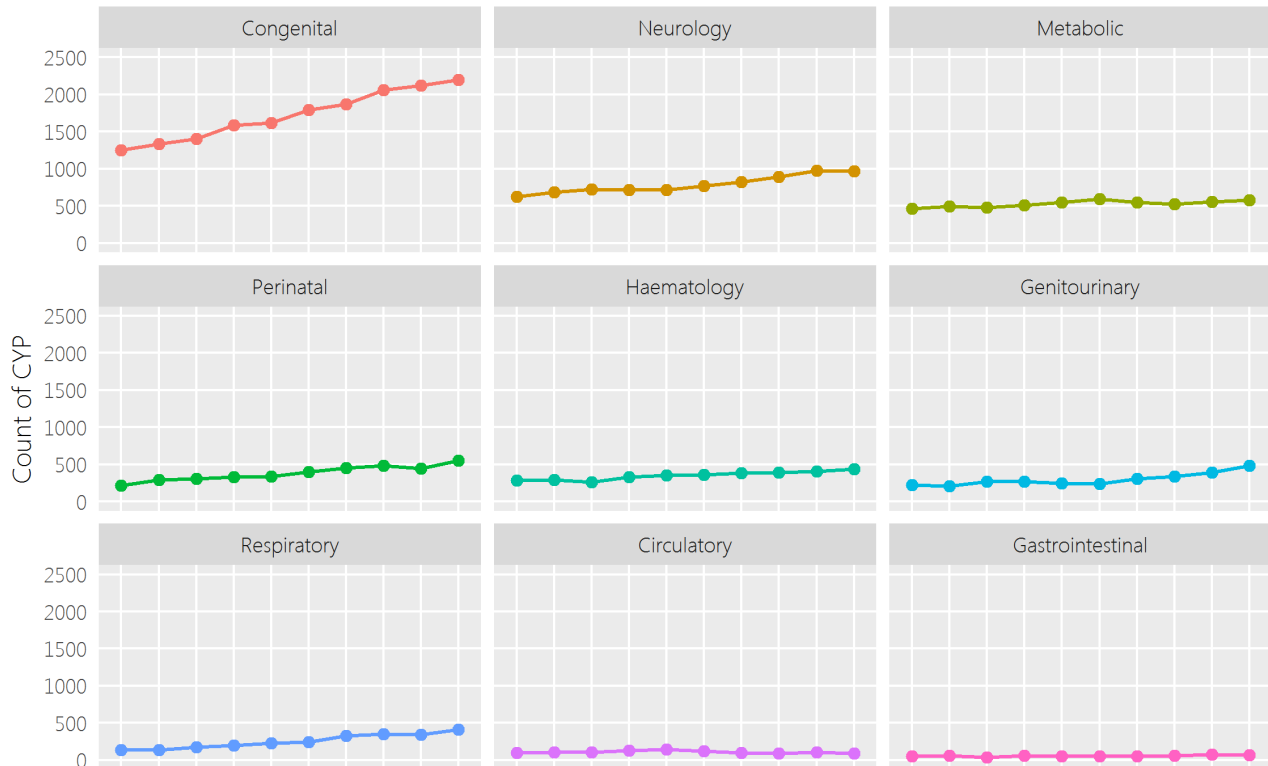 Congenital
Neurology
Metabolic
2500
2000
1500
1000
500
0
Perinatal
Haematology
Genitourinary
2500
2000
1500
1000
500
0
Count of CYP
Respiratory
Circulatory
Gastrointestinal
2500
2000
1500
1000
500
0